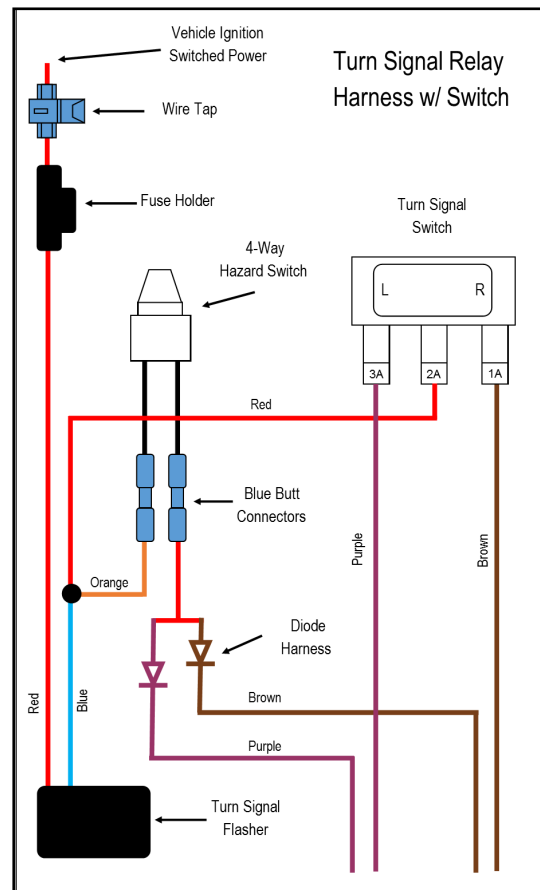 Vehicle Ignition
Switched Power
Turn Signal Relay
Harness w/ Switch
Wire Tap
Fuse Holder
Turn Signal
Switch
4-Way
Hazard Switch
L
R
3A
2A
1A
Red
Blue Butt
Connectors
Purple
Brown
Orange
Diode
Harness
Red
Blue
Brown
Purple
Turn Signal
Flasher